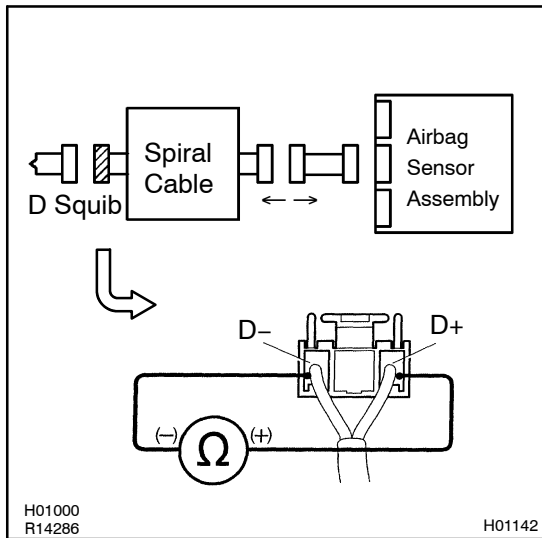 Spiral
Cable
Airbag
Sensor
Assembly
D Squib
D−
D+
(−)
Ω
(+)
H01000
R14286
H01142